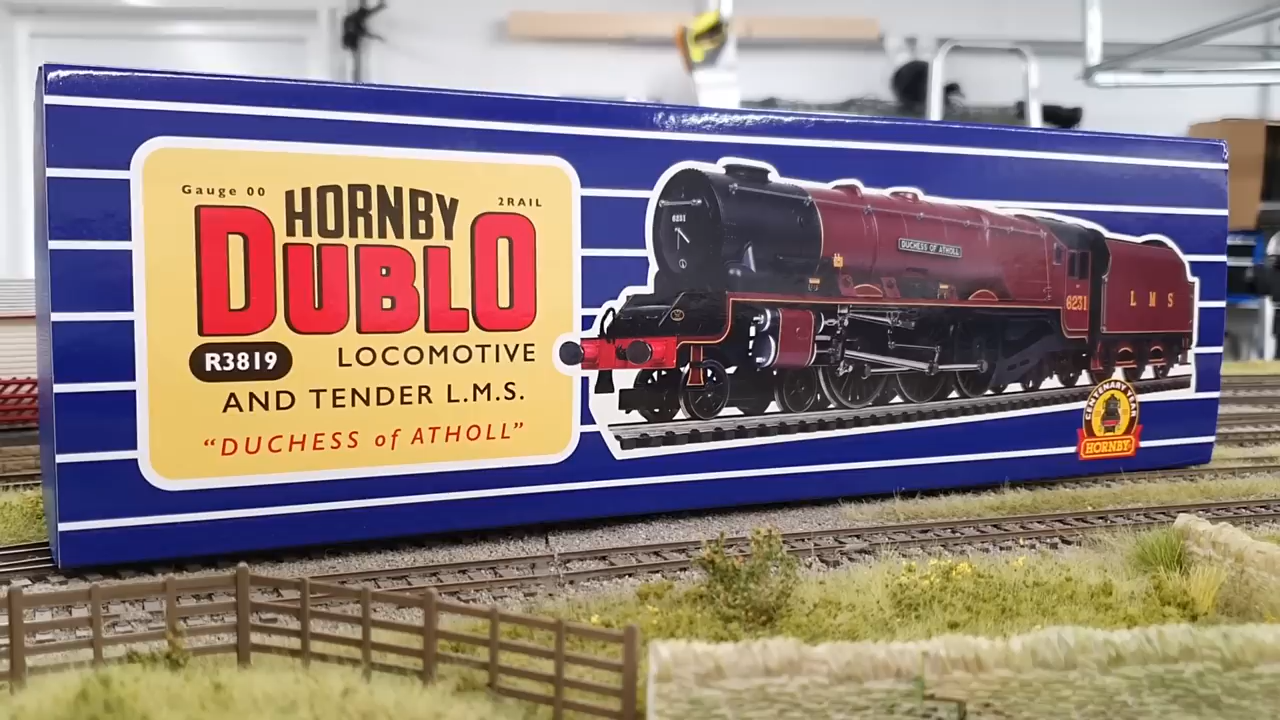 Gauge 00
HORNBY
2RAIL
DUBLO
R3819
LOCOMOTIVE
AND TENDER L.M.S.
“DUCHESS of ATHOLL”
6231
DUCHESS OF ATHOLL
6231
L M S
CENTENARY YEAR
HORNBY